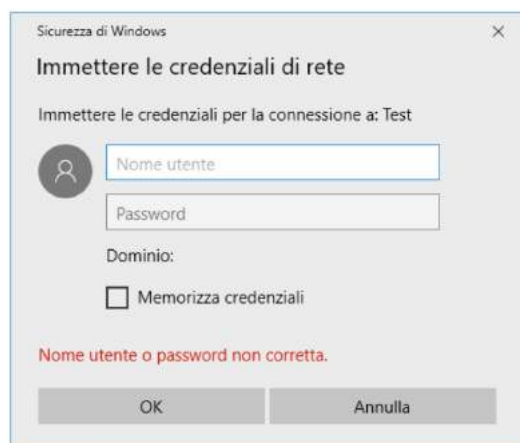 Sicurezza di Windows
Immettere le credenziali di rete
Immettere le credenziali per la connessione a: Test
Nome utente
Password
Dominio:
Memorizza credenziali
Nome utente o password non corretta.
OK
Annulla